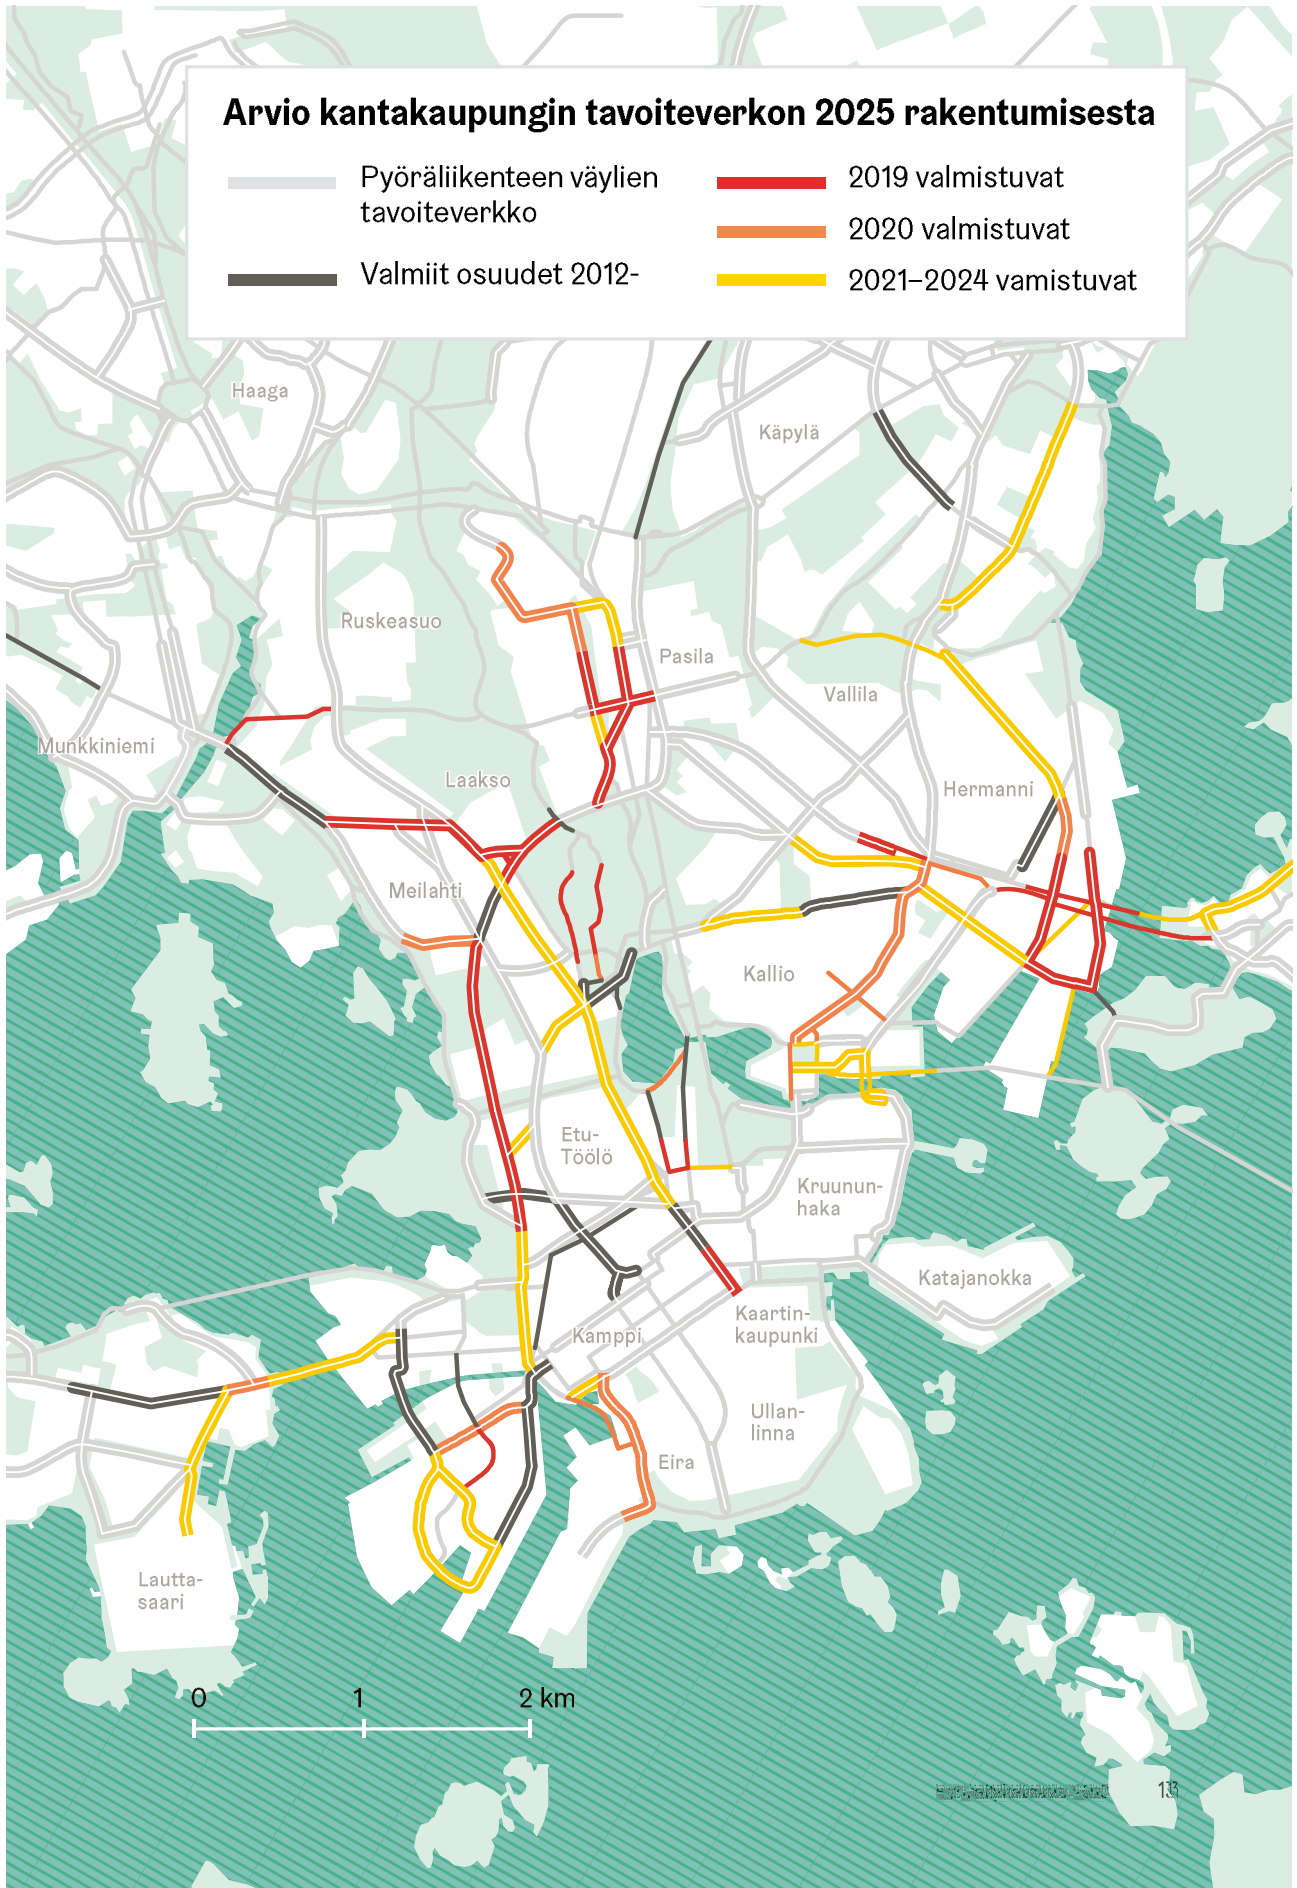 Arvio kantakaupungin tavoiteverkon 2025 rakentumisesta
Pyöräliikenteen väylien
tavoiteverkko
Valmiit osuudet 2012-
2019 valmistuvat
2020 valmistuvat
2021–2024 vamistuvat
Haaga
Käpylä
Ruskeasuo
Pasila
Vallila
Munkkiniemi
Laakso
Hermanni
Meilahti
Kallio
Etu-
Töölö
Kruunun-
haka
Katajanokka
Kaartin-
kaupunki
Kamppi
Ullan-
linna
Eira
Lautta-
saari
0 1 2 km